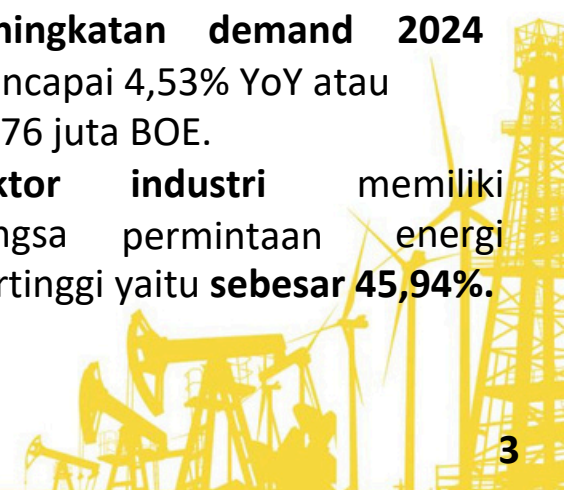 ningkatan demand 2024
ncapai 4,53% YoY atau
76 juta BOE.
ktor industri memiliki
ngsa permintaan energi
rtinggi yaitu sebesar 45,94%.
3